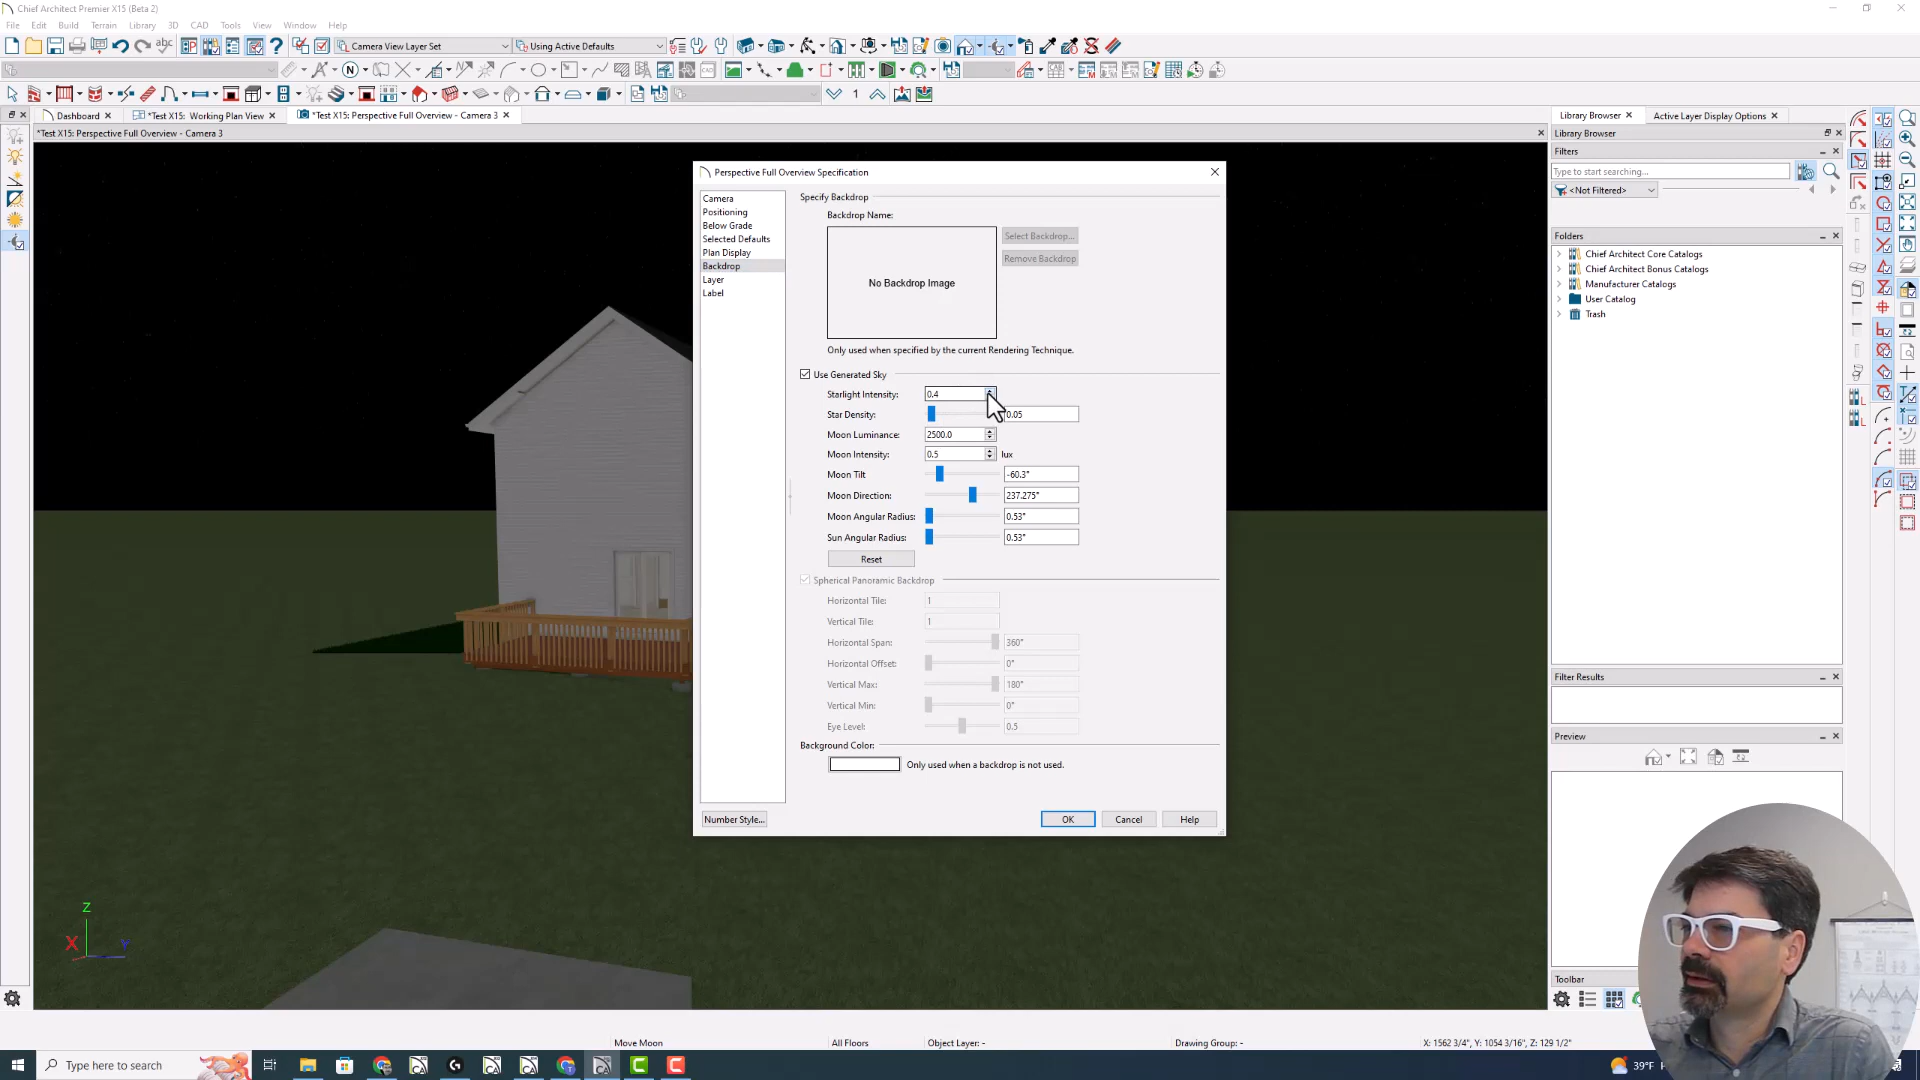 Chief Architect Premier X15 (Beta 2)
File Edit Build Terrain Library 3D CAD Tools View Window Help
Camera View Layer Set
Using Active Defaults
1
Dashboard
*Test X15: Working Plan View
*Test X15: Perspective Full Overview - Camera 3
*Test X15: Perspective Full Overview - Camera 3
Perspective Full Overview Specification
Camera
Positioning
Below Grade
Selected Defaults
Plan Display
Backdrop
Layer
Label
Specify Backdrop
Backdrop Name:
No Backdrop Image
Select Backdrop...
Remove Backdrop
Only used when specified by the current Rendering Technique.
Use Generated Sky
Starlight Intensity: 0.4
Star Density: 0.05
Moon Luminance: 2500.0
Moon Intensity: 0.5 lux
Moon Tilt -60.3°
Moon Direction: 237.275°
Moon Angular Radius: 0.53°
Sun Angular Radius: 0.53°
Reset
Spherical Panoramic Backdrop
Horizontal Tile: 1
Vertical Tile: 1
Horizontal Span: 360°
Horizontal Offset: 0°
Vertical Max: 180°
Vertical Min: 0°
Eye Level: 0.5
Background Color:
Only used when a backdrop is not used.
Number Style...
OK
Cancel
Help
Library Browser
Active Layer Display Options
Library Browser
Filters
Type to start searching...
<Not Filtered>
Folders
Chief Architect Core Catalogs
Chief Architect Bonus Catalogs
Manufacturer Catalogs
User Catalog
Trash
Filter Results
Preview
Toolbar
Z
X
Y
Move Moon
All Floors
Object Layer: -
Drawing Group: -
X: 1562 3/4", Y: 1054 3/16", Z: 129 1/2"
Type here to search
39°F